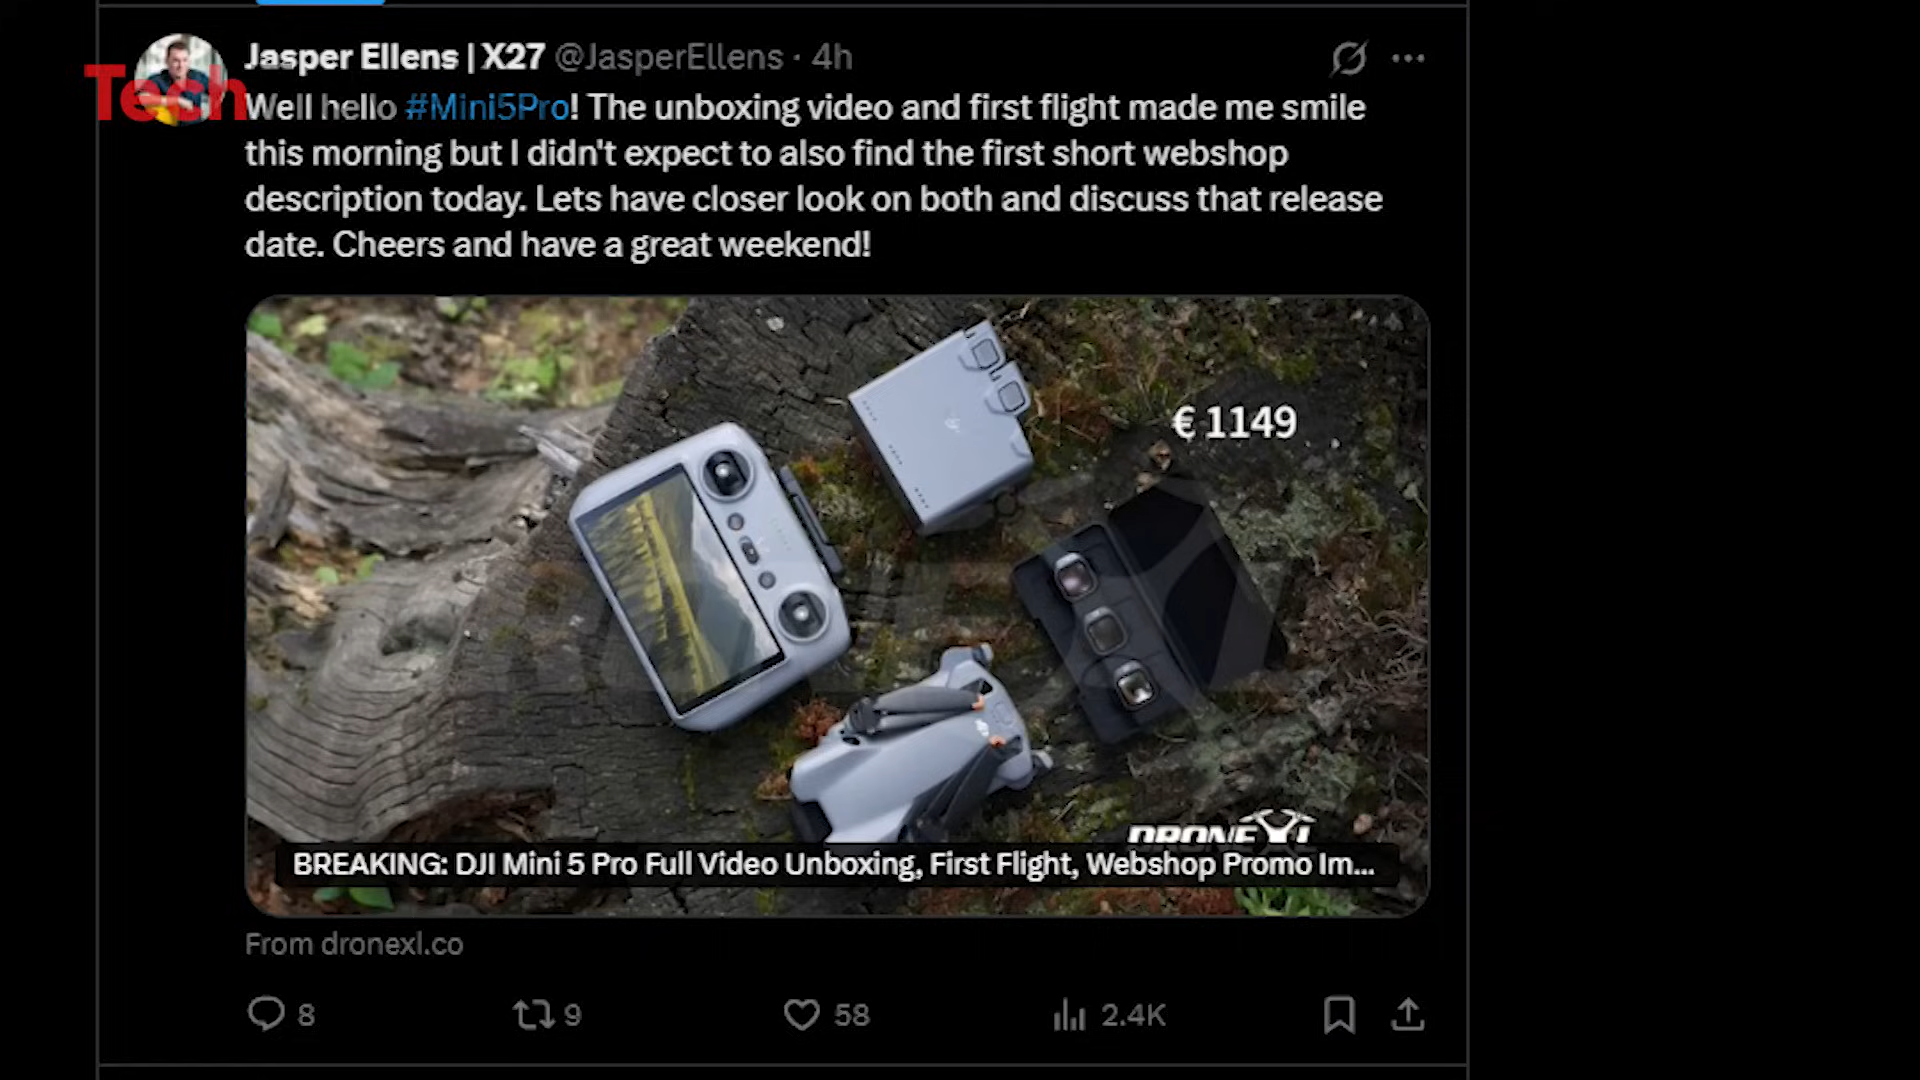 Tech
Jasper Ellens | X27 @JasperEllens · 4h
Well hello #Mini5Pro! The unboxing video and first flight made me smile
this morning but I didn't expect to also find the first short webshop
description today. Lets have closer look on both and discuss that release
date. Cheers and have a great weekend!
€ 1149
DRONEXL
BREAKING: DJI Mini 5 Pro Full Video Unboxing, First Flight, Webshop Promo Im...
From dronexl.co
8
9
58
2.4K